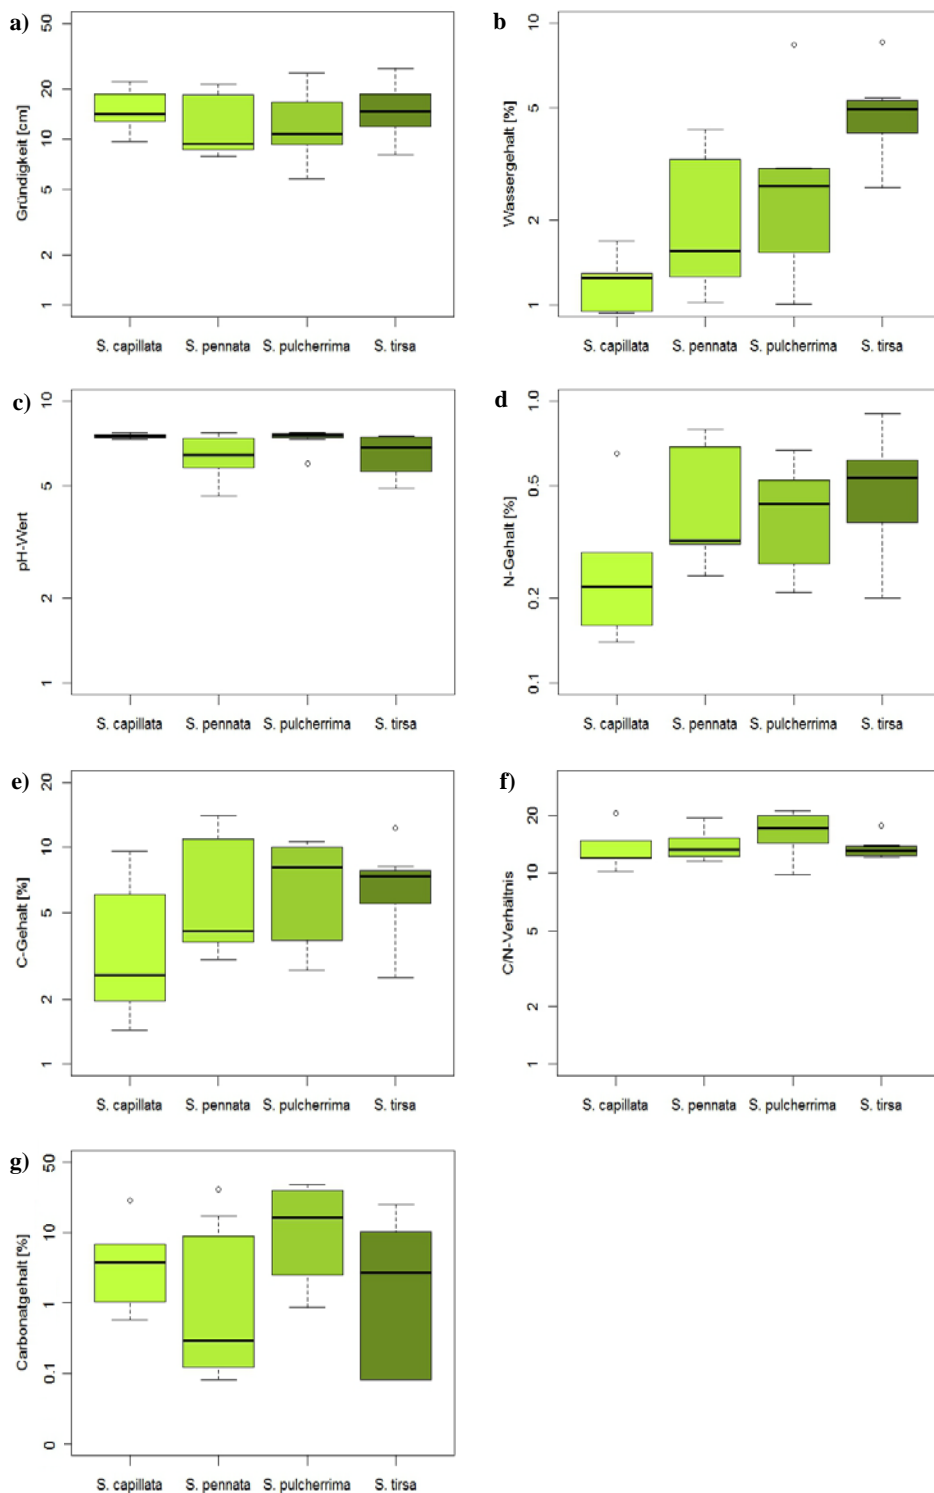 a)
Gründigkeit [cm]
50
20
10
5
2
1
S. capillata S. pennata S. pulcherrima S. tirsa
b
Wassergehalt [%]
10
5
2
1
S. capillata S. pennata S. pulcherrima S. tirsa
c)
pH-Wert
10
5
2
1
S. capillata S. pennata S. pulcherrima S. tirsa
d
N-Gehalt [%]
1.0
0.5
0.2
0.1
S. capillata S. pennata S. pulcherrima S. tirsa
e)
C-Gehalt [%]
20
10
5
2
1
S. capillata S. pennata S. pulcherrima S. tirsa
f)
C/N-Verhältnis
20
10
5
2
1
S. capillata S. pennata S. pulcherrima S. tirsa
g)
Carbonatgehalt [%]
50
10
1
0.1
0
S. capillata S. pennata S. pulcherrima S. tirsa